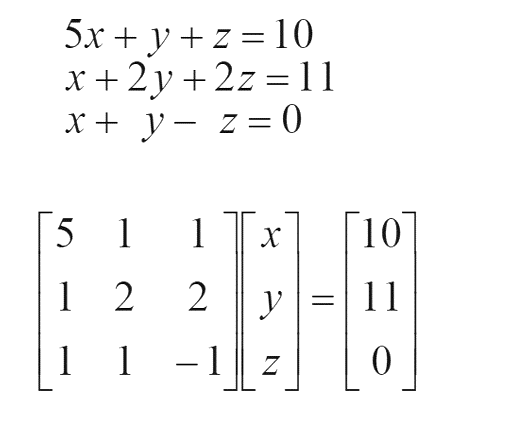 5x + y + z = 10
x + 2y + 2z = 11
x + y − z = 0
[5 1 1] [x] [10]
[1 2 2] [y] = [11]
[1 1 −1] [z] [0]